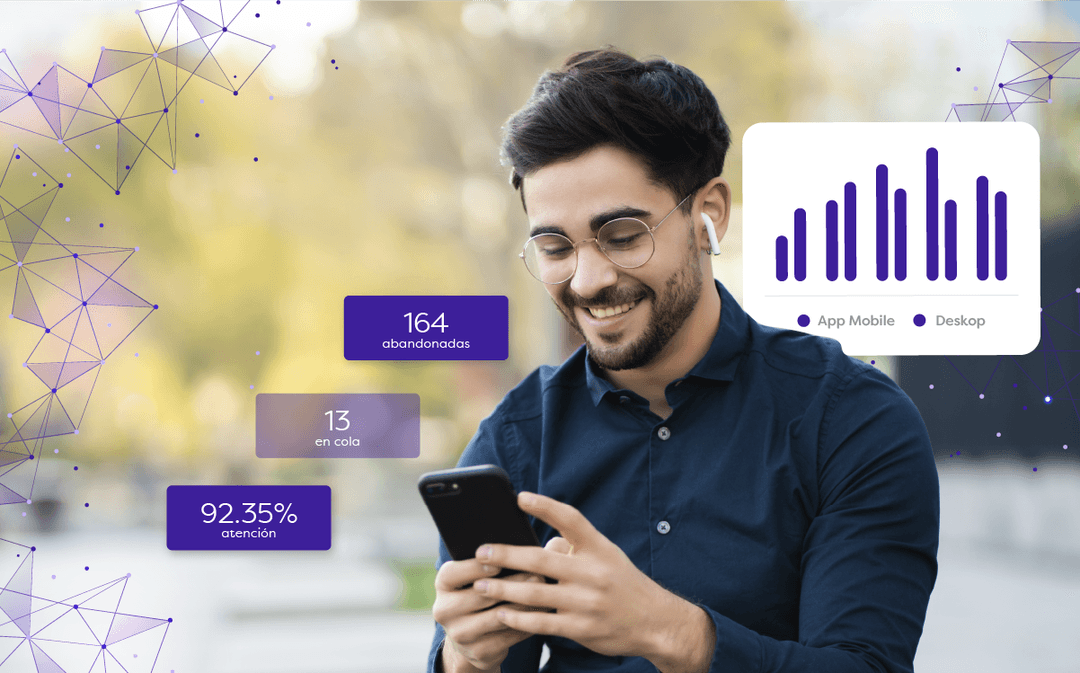 164
abandonadas
13
en cola
92.35%
atención
App Mobile Deskop